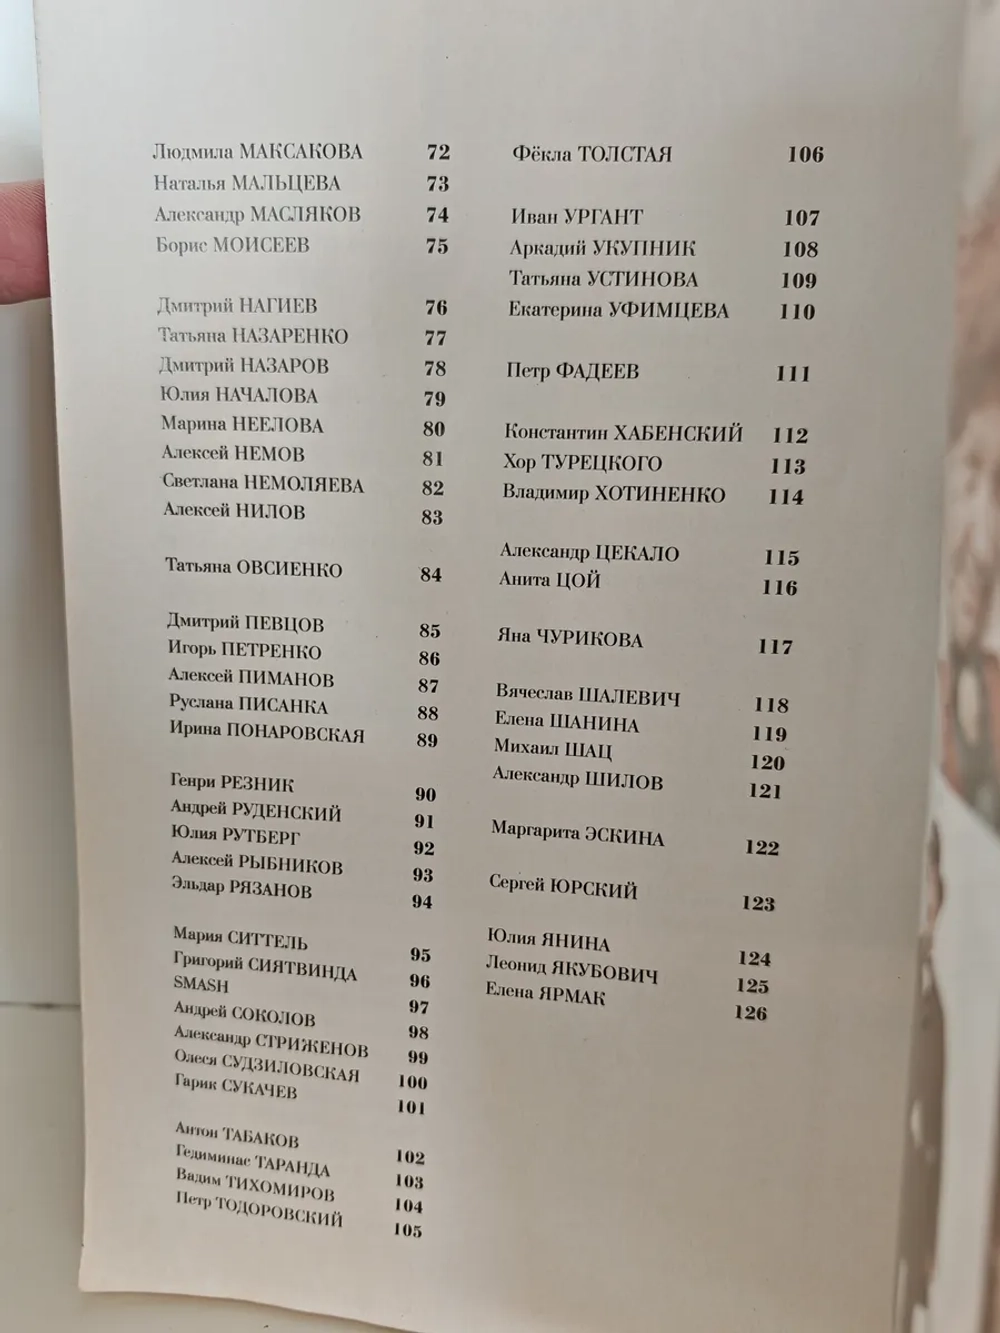 Людмила МАКСАКОВА 72
Наталья МАЛЬЦЕВА 73
Александр МАСЛЯКОВ 74
Борис МОИСЕЕВ 75
Дмитрий НАГИЕВ 76
Татьяна НАЗАРЕНКО 77
Дмитрий НАЗАРОВ 78
Юлия НАЧАЛОВА 79
Марина НЕЕЛОВА 80
Алексей НЕМОВ 81
Светлана НЕМОЛЯЕВА 82
Алексей НИЛОВ 83
Татьяна ОВСИЕНКО 84
Дмитрий ПЕВЦОВ 85
Игорь ПЕТРЕНКО 86
Алексей ПИМАНОВ 87
Руслана ПИСАНКА 88
Ирина ПОНАРОВСКАЯ 89
Генри РЕЗНИК 90
Андрей РУДЕНСКИЙ 91
Юлия РУТБЕРГ 92
Алексей РЫБНИКОВ 93
Эльдар РЯЗАНОВ 94
Мария СИТТЕЛЬ 95
Григорий СИЯТВИНДА 96
SMASH 97
Андрей СОКОЛОВ 98
Александр СТРИЖЕНОВ 99
Олеся СУДЗИЛОВСКАЯ 100
Гарик СУКАЧЕВ 101
Антон ТАБАКОВ 102
Гедиминас ТАРАНДА 103
Вадим ТИХОМИРОВ 104
Петр ТОДОРОВСКИЙ 105
Фёкла ТОЛСТАЯ 106
Иван УРГАНТ 107
Аркадий УКУПНИК 108
Татьяна УСТИНОВА 109
Екатерина УФИМЦЕВА 110
Петр ФАДЕЕВ 111
Константин ХАБЕНСКИЙ 112
Хор ТУРЕЦКОГО 113
Владимир ХОТИНЕНКО 114
Александр ЦЕКАЛО 115
Анита ЦОЙ 116
Яна ЧУРИКОВА 117
Вячеслав ШАЛЕВИЧ 118
Елена ШАНИНА 119
Михаил ШАЦ 120
Александр ШИЛОВ 121
Маргарита ЭСКИНА 122
Сергей ЮРСКИЙ 123
Юлия ЯНИНА 124
Леонид ЯКУБОВИЧ 125
Елена ЯРМАК 126